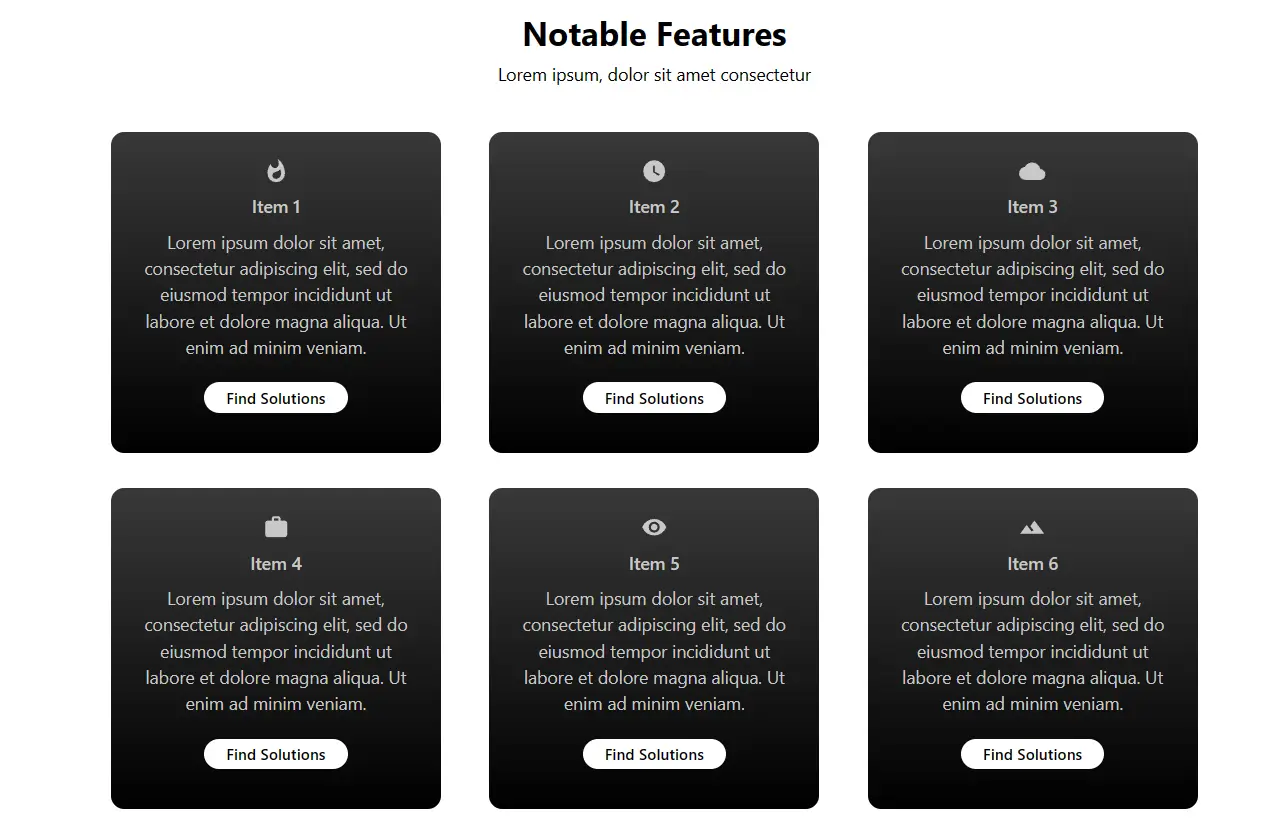 Notable Features
Lorem ipsum, dolor sit amet consectetur
Item 1
Lorem ipsum dolor sit amet,
consectetur adipiscing elit, sed do
eiusmod tempor incididunt ut
labore et dolore magna aliqua. Ut
enim ad minim veniam.
Find Solutions
Item 2
Lorem ipsum dolor sit amet,
consectetur adipiscing elit, sed do
eiusmod tempor incididunt ut
labore et dolore magna aliqua. Ut
enim ad minim veniam.
Find Solutions
Item 3
Lorem ipsum dolor sit amet,
consectetur adipiscing elit, sed do
eiusmod tempor incididunt ut
labore et dolore magna aliqua. Ut
enim ad minim veniam.
Find Solutions
Item 4
Lorem ipsum dolor sit amet,
consectetur adipiscing elit, sed do
eiusmod tempor incididunt ut
labore et dolore magna aliqua. Ut
enim ad minim veniam.
Find Solutions
Item 5
Lorem ipsum dolor sit amet,
consectetur adipiscing elit, sed do
eiusmod tempor incididunt ut
labore et dolore magna aliqua. Ut
enim ad minim veniam.
Find Solutions
Item 6
Lorem ipsum dolor sit amet,
consectetur adipiscing elit, sed do
eiusmod tempor incididunt ut
labore et dolore magna aliqua. Ut
enim ad minim veniam.
Find Solutions